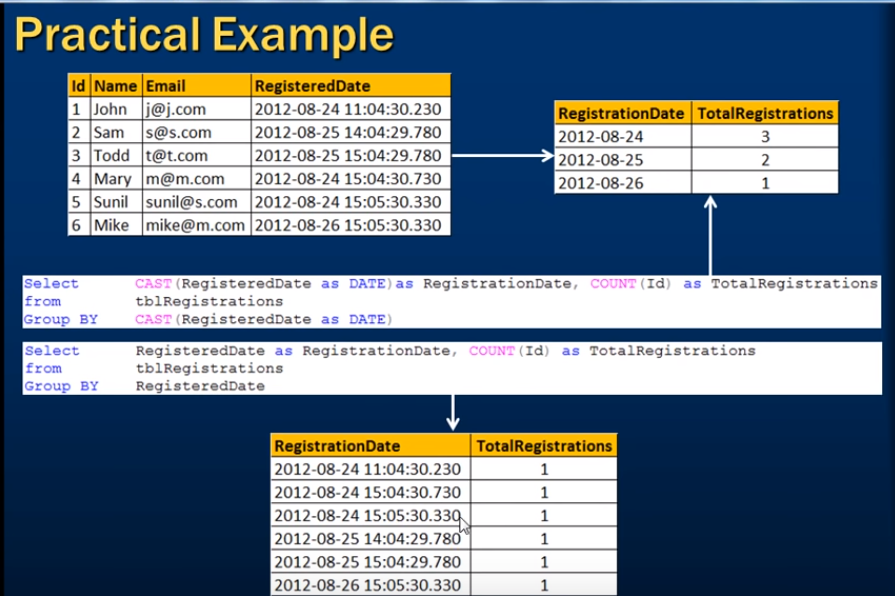 Practical Example
Id Name Email RegisteredDate
1 John j@j.com 2012-08-24 11:04:30.230
2 Sam s@s.com 2012-08-25 14:04:29.780
3 Todd t@t.com 2012-08-25 15:04:29.780
4 Mary m@m.com 2012-08-24 15:04:30.730
5 Sunil sunil@s.com 2012-08-24 15:05:30.330
6 Mike mike@m.com 2012-08-26 15:05:30.330
RegistrationDate TotalRegistrations
2012-08-24 3
2012-08-25 2
2012-08-26 1
Select CAST(RegisteredDate as DATE)as RegistrationDate, COUNT(Id) as TotalRegistrations
from tblRegistrations
Group BY CAST(RegisteredDate as DATE)
Select RegisteredDate as RegistrationDate, COUNT(Id) as TotalRegistrations
from tblRegistrations
Group BY RegisteredDate
RegistrationDate TotalRegistrations
2012-08-24 11:04:30.230 1
2012-08-24 15:04:30.730 1
2012-08-24 15:05:30.330 1
2012-08-25 14:04:29.780 1
2012-08-25 15:04:29.780 1
2012-08-26 15:05:30.330 1